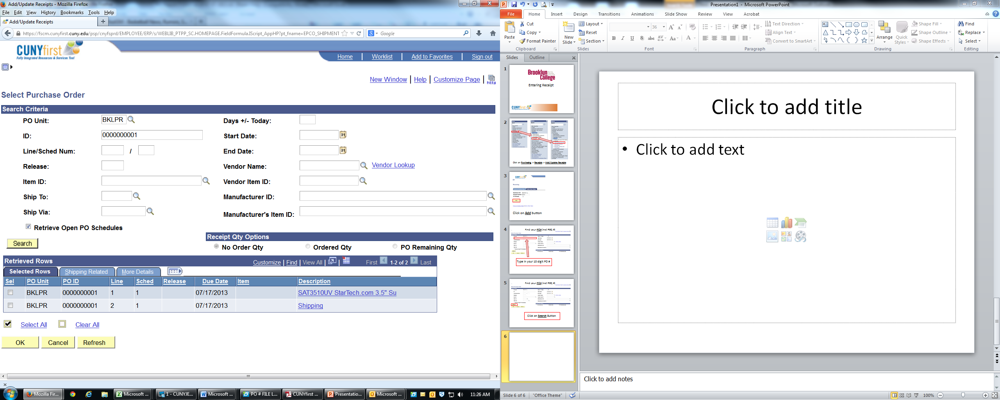 Add/Update Receipts - Mozilla Firefox
File Edit View History Bookmarks Tools Help
Add/Update Receipts
https://fscm.cunyfirst.cuny.edu/psp/cnyfsprd/EMPLOYEE/ERP/s/WEBLIB_PTPP_SC.HOMEPAGE.FieldFormula.IScript_AppHP?pt_fname=EPCO_SHIPMENT
Google
CUNYfirst
Fully Integrated Resources & Services Tool
Home Worklist Add to Favorites Sign out
New Window | Help | Customize Page | http
Select Purchase Order
Search Criteria
PO Unit: BKLPR Days +/- Today:
ID: 0000000001 Start Date: 31
Line/Sched Num: / End Date: 31
Release: Vendor Name: Vendor Lookup
Item ID: Vendor Item ID:
Ship To: Manufacturer ID:
Ship Via: Manufacturer's Item ID:
Retrieve Open PO Schedules
Search
Receipt Qty Options
No Order Qty Ordered Qty PO Remaining Qty
Retrieved Rows Customize | Find | View All | First 1-2 of 2 Last
Selected Rows Shipping Related More Details
Sel PO Unit PO ID Line Sched Release Due Date Item Description
BKLPR 0000000001 1 1 07/17/2013 SAT3510UV StarTech.com 3.5" Su
BKLPR 0000000001 2 1 07/17/2013 Shipping
Select All Clear All
OK Cancel Refresh
Mozilla Fir... Microsoft ... 1 - CUNYJE... Microsoft ... PO # FILE L... CUNYfirst ... Presentatio... Microsoft ... 11:26 AM
Presentation1 - Microsoft PowerPoint
File Home Insert Design Transitions Animations Slide Show Review View Acrobat
Paste Cut Copy Format Painter
Clipboard
New Slide Layout Reset Section
Slides
36
B I U S abc AV Aa A
Font
Text Direction Align Text Convert to SmartArt
Paragraph
Arrange Quick Styles Shape Fill Shape Outline Shape Effects
Drawing
Find Replace Select
Editing
Slides Outline
1
Brooklyn College
Entering Receipt
CUNYfirst
2
Click on Purchasing > Receipts > Add/Update Receipts
3
Click on Add button
4
Find your PO# (not REQ #)
Type in your 10 digit PO #
5
Find your PO# (not REQ #)
Click on Search Button
6
Click to add title
• Click to add text
Click to add notes
Slide 6 of 6 "Office Theme" 100%